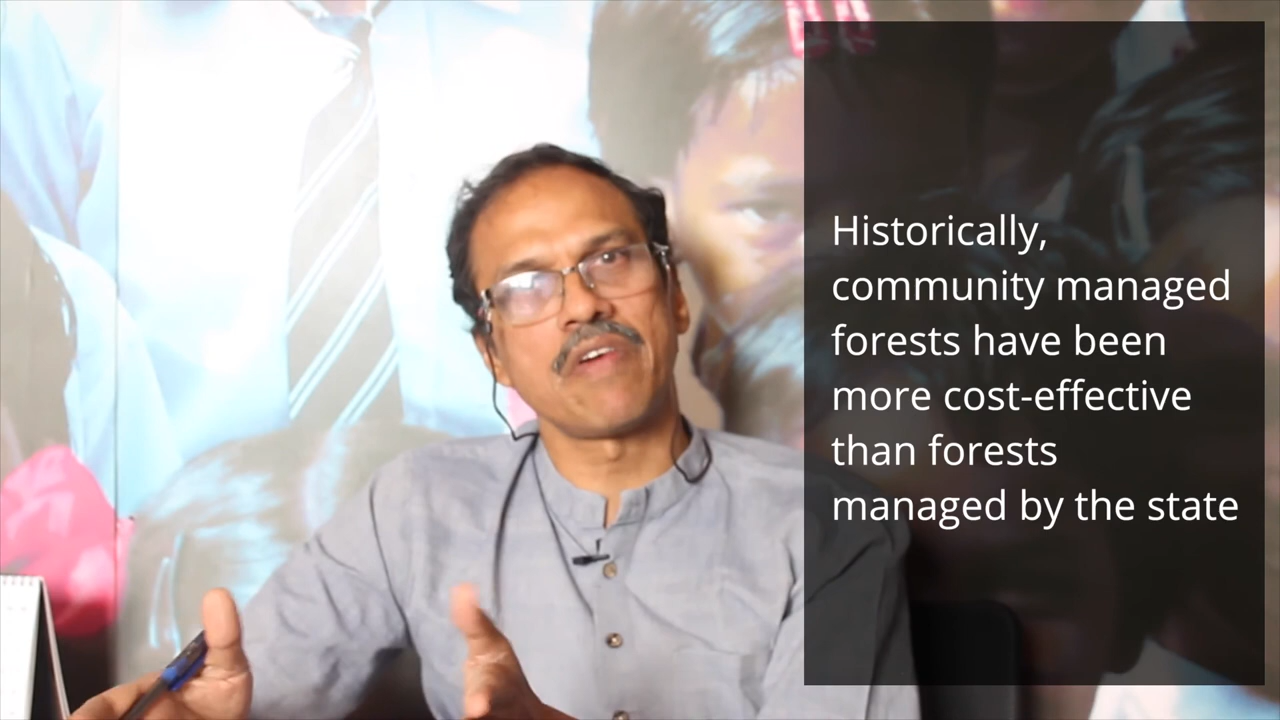 Historically,
community managed
forests have been
more cost-effective
than forests
managed by the state